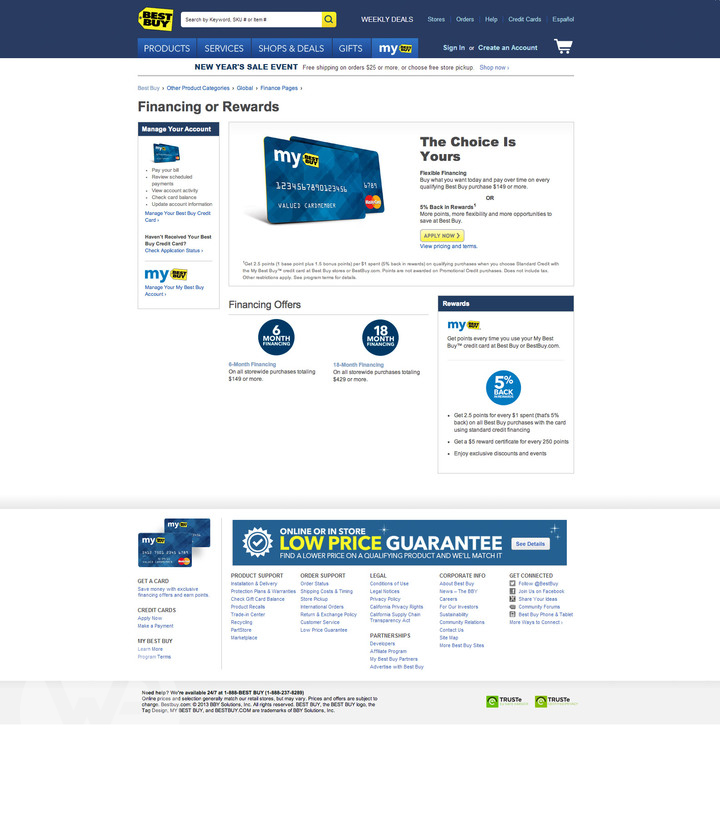 BEST BUY
Search by Keyword, SKU # or Item #
WEEKLY DEALS
Stores Orders Help Credit Cards Español
PRODUCTS SERVICES SHOPS & DEALS GIFTS my BEST BUY
Sign In or Create an Account
NEW YEAR'S SALE EVENT Free shipping on orders $25 or more, or choose free store pickup. Shop now ›
Best Buy › Other Product Categories › Global › Finance Pages ›
Financing or Rewards
Manage Your Account
• Pay your bill
• Review scheduled
payments
• View account activity
• Check card balance
• Update account information
Manage Your Best Buy Credit
Card ›
Haven't Received Your Best
Buy Credit Card?
Check Application Status ›
my BEST BUY
Manage Your My Best Buy
Account ›
my BEST BUY
1234567890123456 6789
VALUED CARDMEMBER
MasterCard
The Choice Is
Yours
Flexible Financing
Buy what you want today and pay over time on every
qualifying Best Buy purchase $149 or more.
OR
5% Back in Rewards¹
More points, more flexibility and more opportunities to
save at Best Buy.
APPLY NOW ❯
View pricing and terms.
¹Get 2.5 points (1 base point plus 1.5 bonus points) per $1 spent (5% back in rewards) on qualifying purchases when you choose Standard Credit with
the My Best Buy™ credit card at Best Buy stores or BestBuy.com. Points are not awarded on Promotional Credit purchases. Does not include tax.
Other restrictions apply. See program terms for details.
Financing Offers
6
MONTH
FINANCING
6-Month Financing
On all storewide purchases totaling
$149 or more.
18
MONTH
FINANCING
18-Month Financing
On all storewide purchases totaling
$429 or more.
Rewards
my BEST BUY
Get points every time you use your My Best
Buy™ credit card at Best Buy or BestBuy.com.
5%
BACK
IN REWARDS
• Get 2.5 points for every $1 spent (that's 5%
back) on all Best Buy purchases with the card
using standard credit financing
• Get a $5 reward certificate for every 250 points
• Enjoy exclusive discounts and events
my BEST BUY
my BEST BUY
VALUED CARDMEMBER
GET A CARD
Save money with exclusive
financing offers and earn points.
CREDIT CARDS
Apply Now
Make a Payment
MY BEST BUY
Learn More
Program Terms
ONLINE OR IN STORE
LOW PRICE GUARANTEE
FIND A LOWER PRICE ON A QUALIFYING PRODUCT AND WE'LL MATCH IT
See Details
PRODUCT SUPPORT
Installation & Delivery
Protection Plans & Warranties
Check Gift Card Balance
Product Recalls
Trade-in Center
Recycling
PartStore
Marketplace
ORDER SUPPORT
Order Status
Shipping Costs & Timing
Store Pickup
International Orders
Return & Exchange Policy
Customer Service
Low Price Guarantee
LEGAL
Conditions of Use
Legal Notices
Privacy Policy
California Privacy Rights
California Supply Chain
Transparency Act
PARTNERSHIPS
Developers
Affiliate Program
My Best Buy Partners
Advertise with Best Buy
CORPORATE INFO
About Best Buy
News – The BBY
Careers
For Our Investors
Sustainability
Community Relations
Contact Us
Site Map
More Best Buy Sites
GET CONNECTED
Follow @BestBuy
Join Us on Facebook
Share Your Ideas
Community Forums
Best Buy Phone & Tablet
More Ways to Connect ›
Need help? We're available 24/7 at 1-888-BEST BUY (1-888-237-8289)
Online prices and selection generally match our retail stores, but may vary. Prices and offers are subject to
change. Bestbuy.com: © 2013 BBY Solutions, Inc. All rights reserved. BEST BUY, the BEST BUY logo, the
Tag Design, MY BEST BUY, and BESTBUY.COM are trademarks of BBY Solutions, Inc.
TRUSTe
TRUSTe